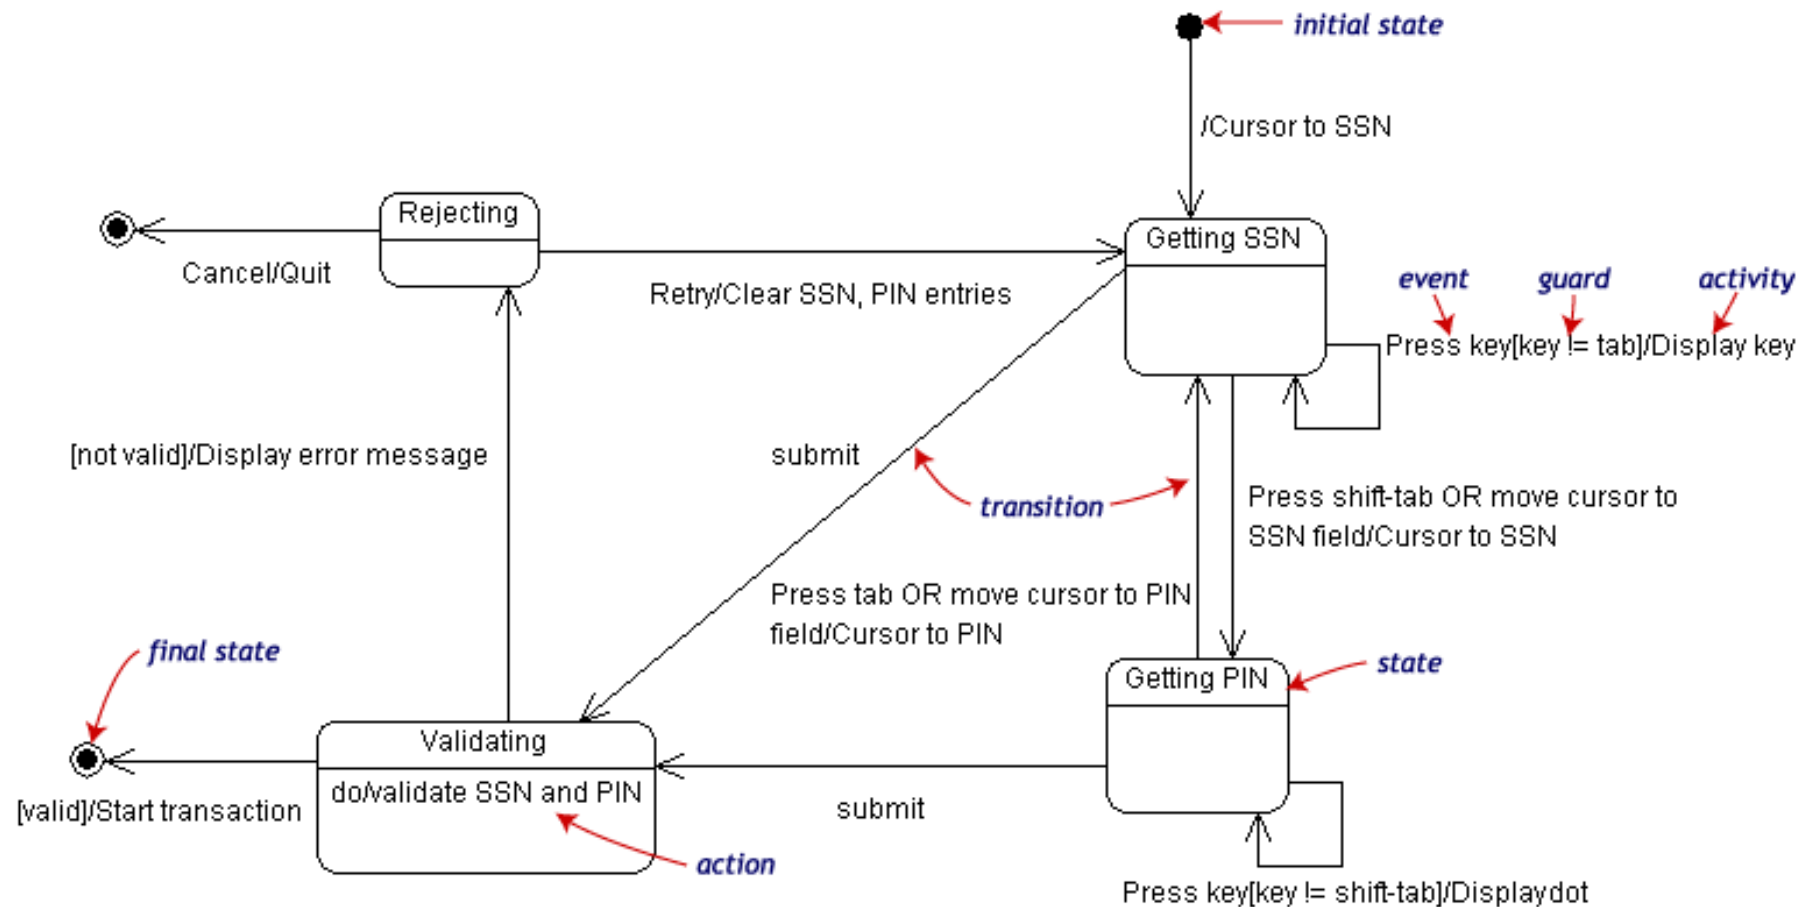 initial state
/Cursor to SSN
Rejecting
Getting SSN
Cancel/Quit
Retry/Clear SSN, PIN entries
event
guard
activity
Press key[key != tab]/Display key
[not valid]/Display error message
submit
transition
Press shift-tab OR move cursor to
SSN field/Cursor to SSN
Press tab OR move cursor to PIN
field/Cursor to PIN
final state
state
Getting PIN
Validating
do/validate SSN and PIN
[valid]/Start transaction
submit
action
Press key[key != shift-tab]/Displaydot